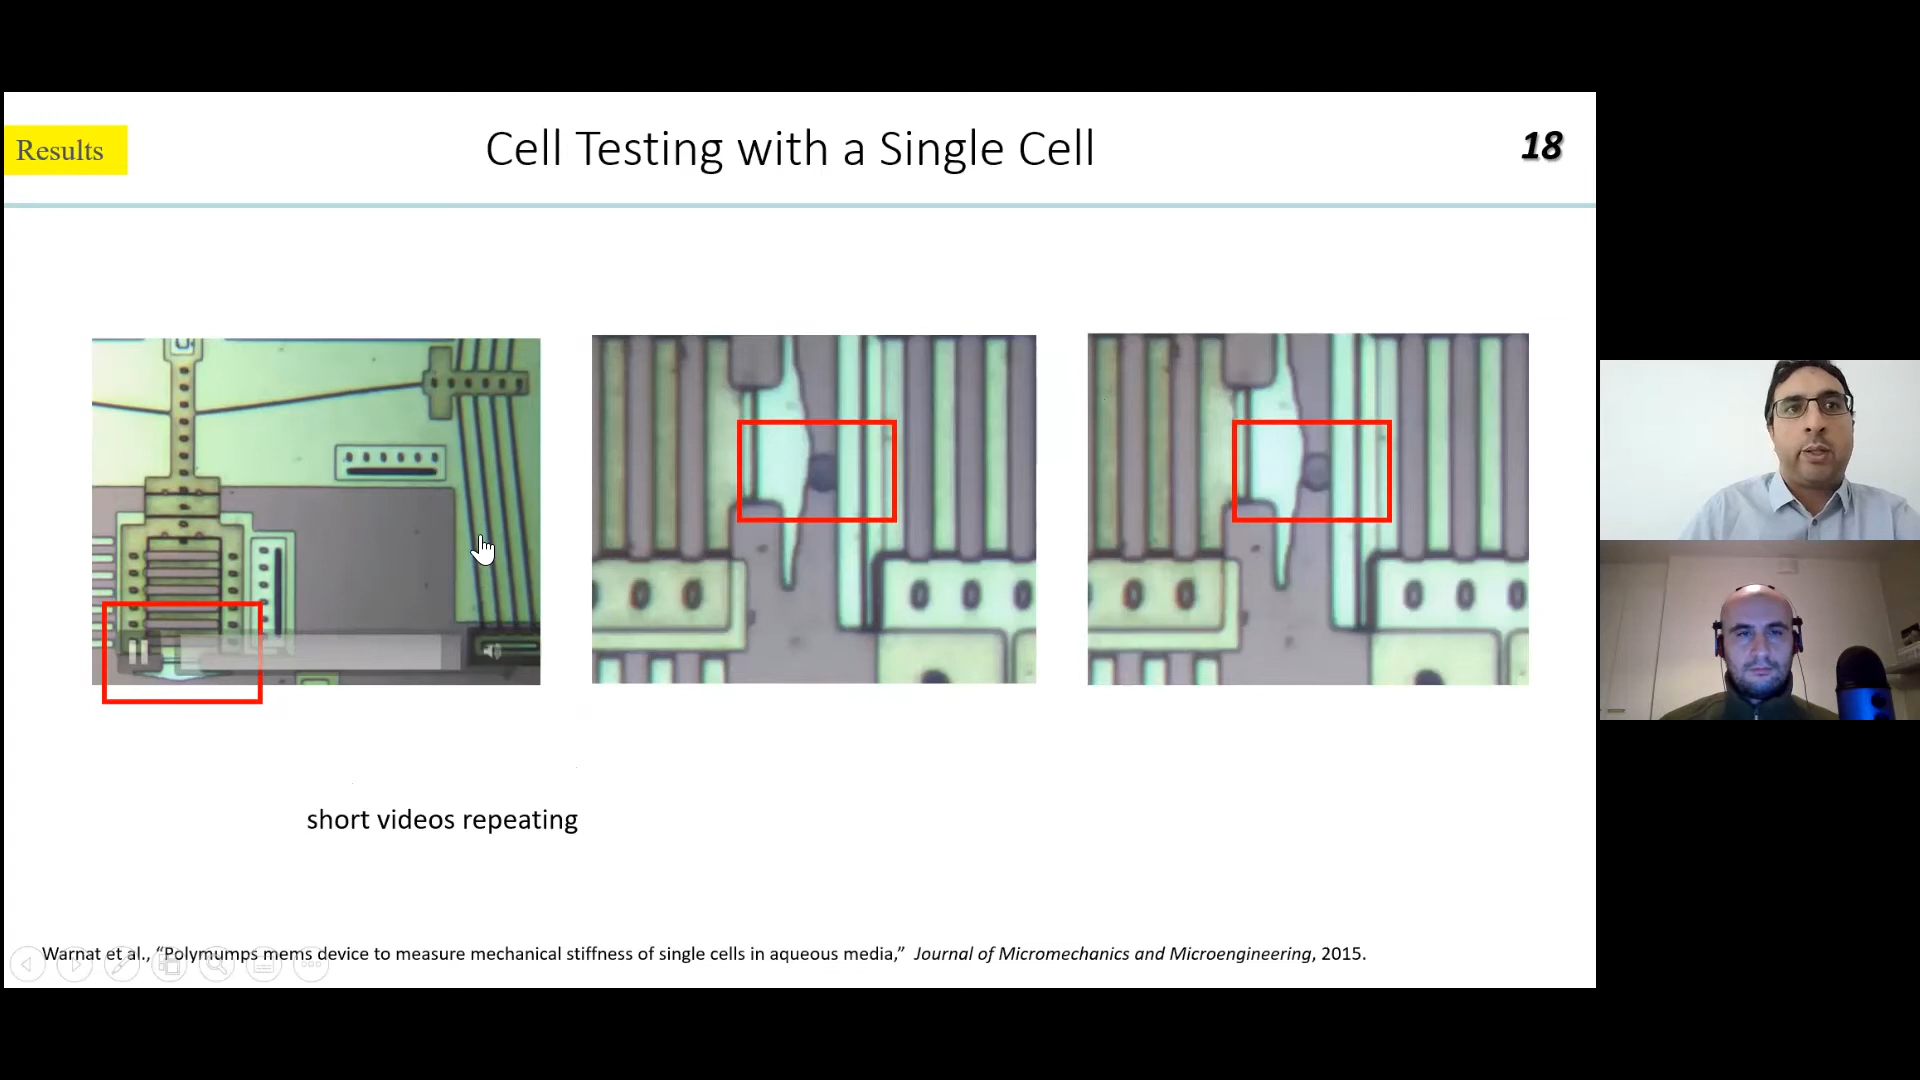 Results
Cell Testing with a Single Cell
18
short videos repeating
Warnat et al., “Polymumps mems device to measure mechanical stiffness of single cells in aqueous media,” Journal of Micromechanics and Microengineering, 2015.